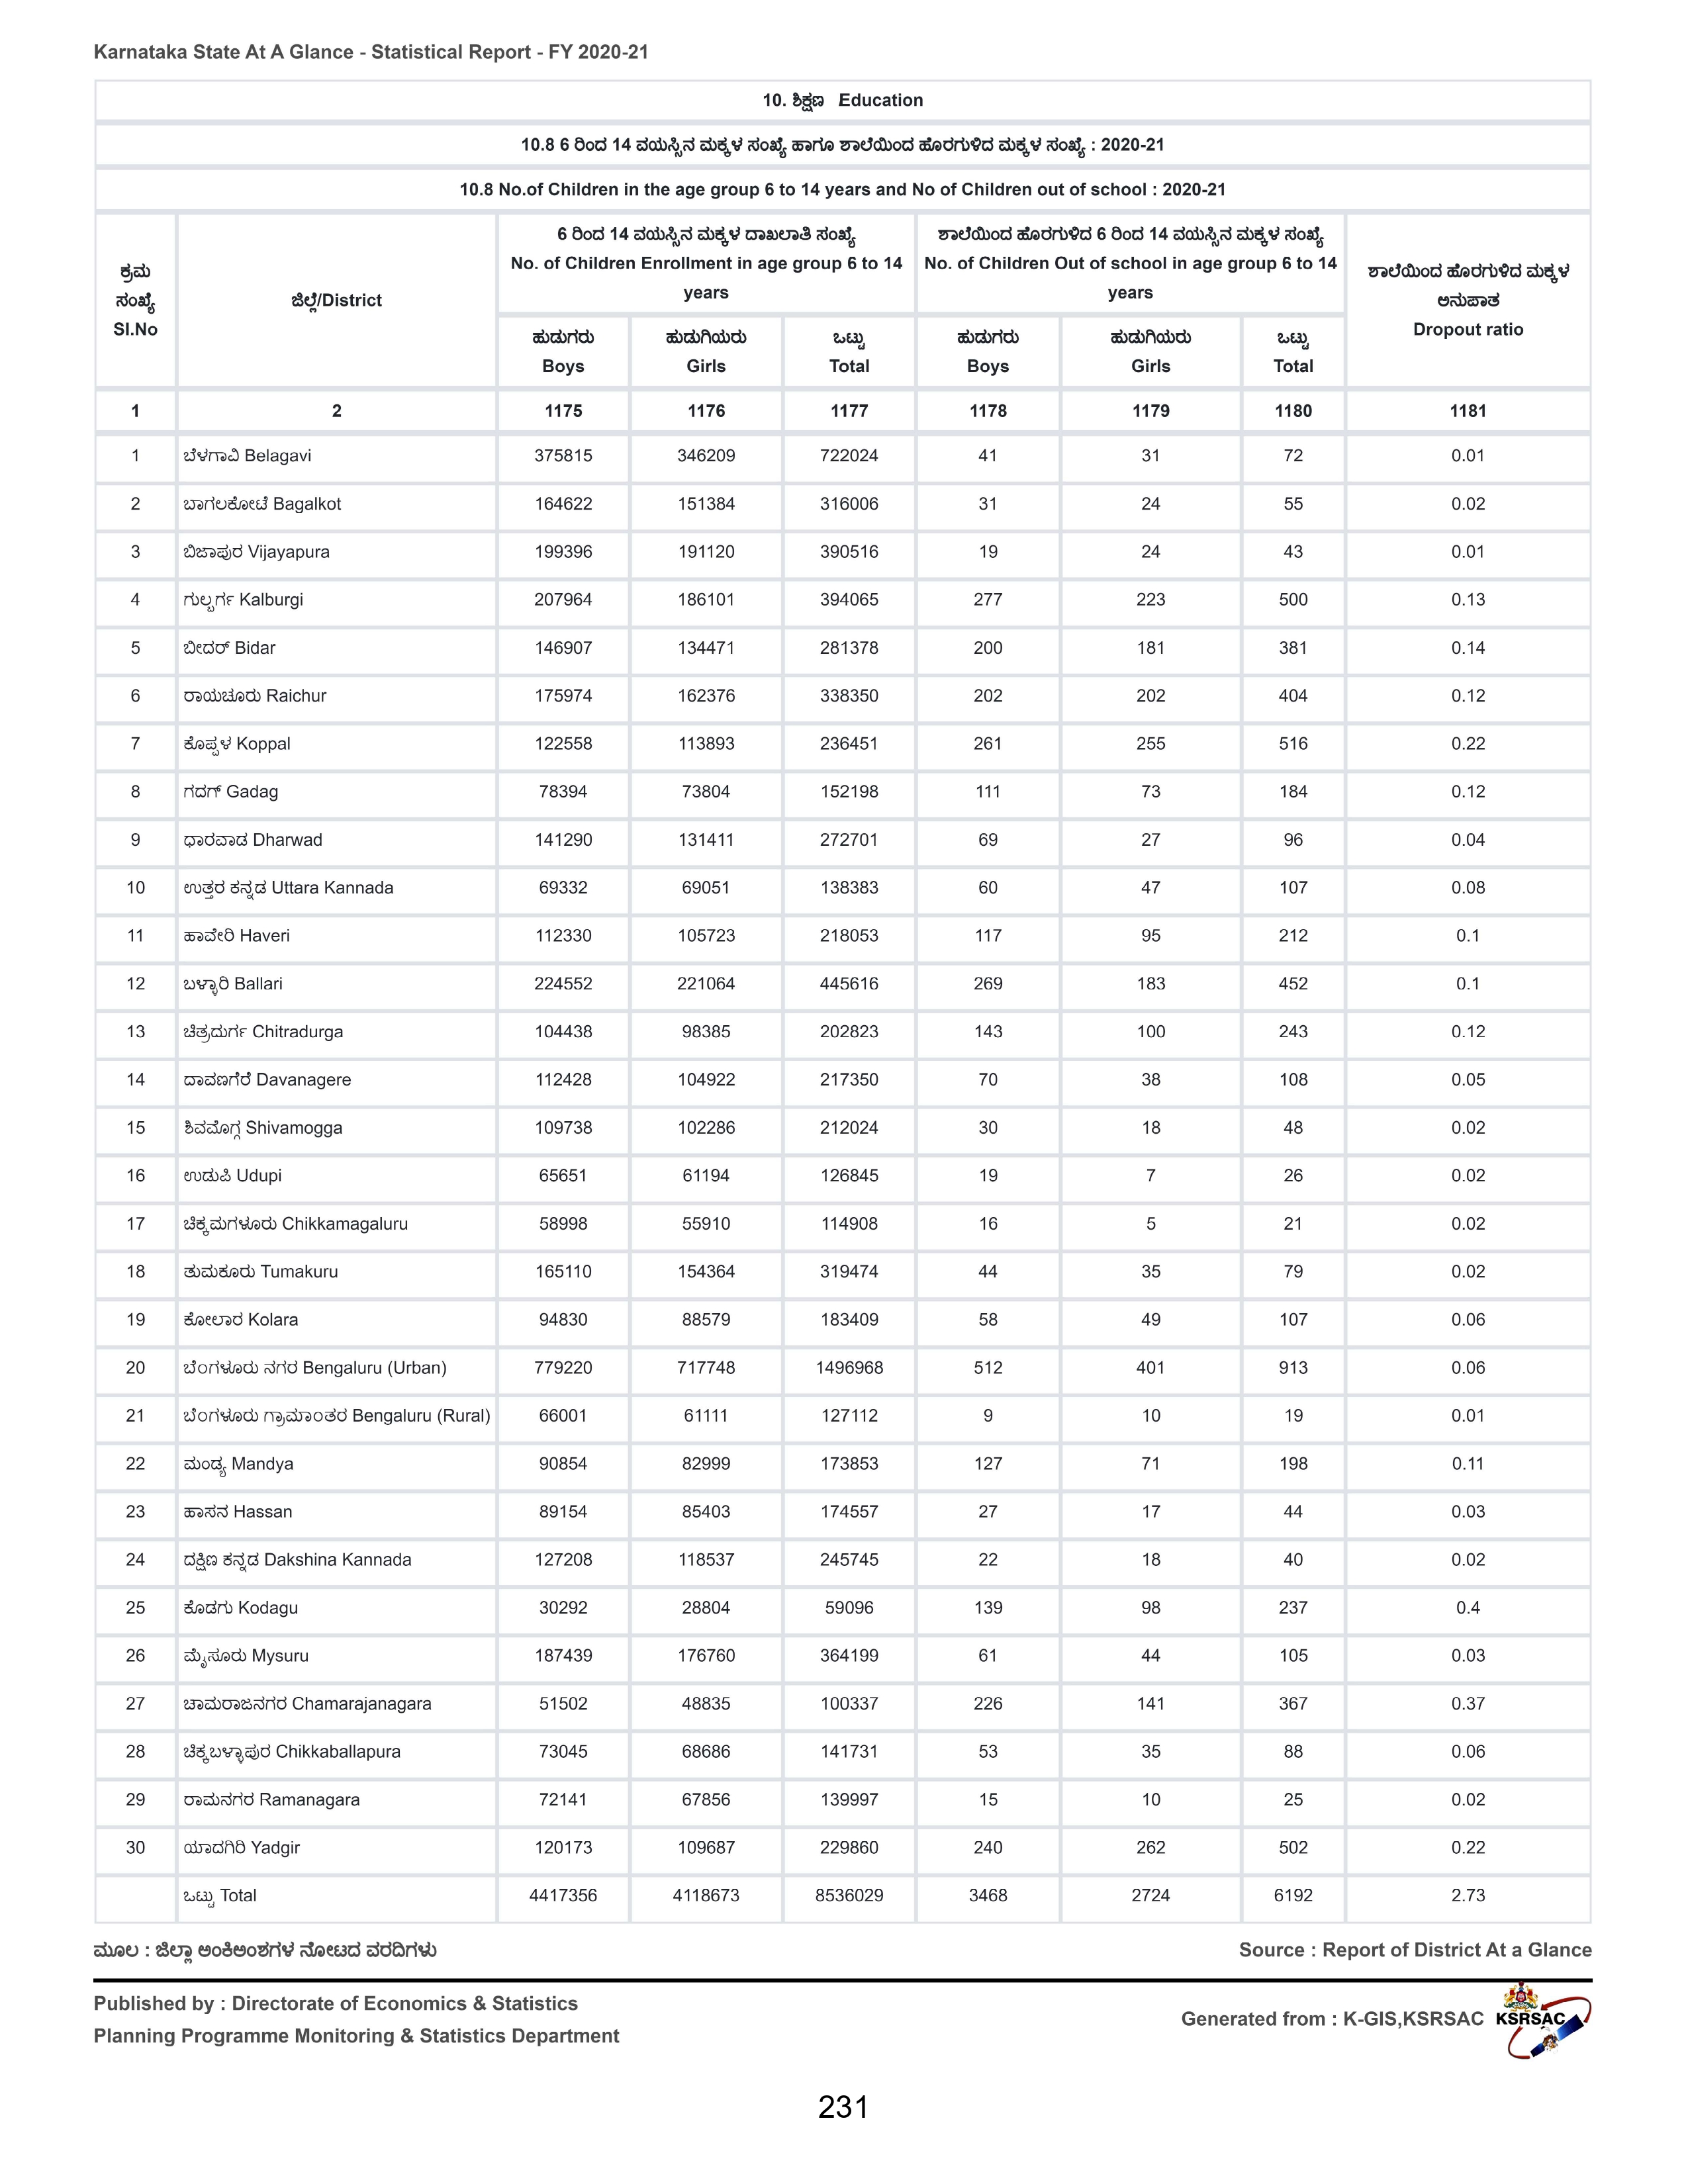 Karnataka State At A Glance - Statistical Report - FY 2020-21
10. ಶಿಕ್ಷಣ Education
10.8 6 ರಿಂದ 14 ವಯಸ್ಸಿನ ಮಕ್ಕಳ ಸಂಖ್ಯೆ ಹಾಗೂ ಶಾಲೆಯಿಂದ ಹೊರಗುಳಿದ ಮಕ್ಕಳ ಸಂಖ್ಯೆ : 2020-21
10.8 No.of Children in the age group 6 to 14 years and No of Children out of school : 2020-21
ಕ್ರಮ
ಸಂಖ್ಯೆ
SI.No
ಜಿಲ್ಲೆ/District
6 ರಿಂದ 14 ವಯಸ್ಸಿನ ಮಕ್ಕಳ ದಾಖಲಾತಿ ಸಂಖ್ಯೆ
No. of Children Enrollment in age group 6 to 14
years
ಶಾಲೆಯಿಂದ ಹೊರಗುಳಿದ 6 ರಿಂದ 14 ವಯಸ್ಸಿನ ಮಕ್ಕಳ ಸಂಖ್ಯೆ
No. of Children Out of school in age group 6 to 14
years
ಶಾಲೆಯಿಂದ ಹೊರಗುಳಿದ ಮಕ್ಕಳ
ಅನುಪಾತ
Dropout ratio
ಹುಡುಗರು ಹುಡುಗಿಯರು ಒಟ್ಟು ಹುಡುಗರು ಹುಡುಗಿಯರು ಒಟ್ಟು
Boys Girls Total Boys Girls Total
1 2 1175 1176 1177 1178 1179 1180 1181
1 ಬೆಳಗಾವಿ Belagavi 375815 346209 722024 41 31 72 0.01
2 ಬಾಗಲಕೋಟೆ Bagalkot 164622 151384 316006 31 24 55 0.02
3 ಬಿಜಾಪುರ Vijayapura 199396 191120 390516 19 24 43 0.01
4 ಗುಲ್ಬರ್ಗ Kalburgi 207964 186101 394065 277 223 500 0.13
5 ಬೀದರ್ Bidar 146907 134471 281378 200 181 381 0.14
6 ರಾಯಚೂರು Raichur 175974 162376 338350 202 202 404 0.12
7 ಕೊಪ್ಪಳ Koppal 122558 113893 236451 261 255 516 0.22
8 ಗದಗ್ Gadag 78394 73804 152198 111 73 184 0.12
9 ಧಾರವಾಡ Dharwad 141290 131411 272701 69 27 96 0.04
10 ಉತ್ತರ ಕನ್ನಡ Uttara Kannada 69332 69051 138383 60 47 107 0.08
11 ಹಾವೇರಿ Haveri 112330 105723 218053 117 95 212 0.1
12 ಬಳ್ಳಾರಿ Ballari 224552 221064 445616 269 183 452 0.1
13 ಚಿತ್ರದುರ್ಗ Chitradurga 104438 98385 202823 143 100 243 0.12
14 ದಾವಣಗೆರೆ Davanagere 112428 104922 217350 70 38 108 0.05
15 ಶಿವಮೊಗ್ಗ Shivamogga 109738 102286 212024 30 18 48 0.02
16 ಉಡುಪಿ Udupi 65651 61194 126845 19 7 26 0.02
17 ಚಿಕ್ಕಮಗಳೂರು Chikkamagaluru 58998 55910 114908 16 5 21 0.02
18 ತುಮಕೂರು Tumakuru 165110 154364 319474 44 35 79 0.02
19 ಕೋಲಾರ Kolara 94830 88579 183409 58 49 107 0.06
20 ಬೆಂಗಳೂರು ನಗರ Bengaluru (Urban) 779220 717748 1496968 512 401 913 0.06
21 ಬೆಂಗಳೂರು ಗ್ರಾಮಾಂತರ Bengaluru (Rural) 66001 61111 127112 9 10 19 0.01
22 ಮಂಡ್ಯ Mandya 90854 82999 173853 127 71 198 0.11
23 ಹಾಸನ Hassan 89154 85403 174557 27 17 44 0.03
24 ದಕ್ಷಿಣ ಕನ್ನಡ Dakshina Kannada 127208 118537 245745 22 18 40 0.02
25 ಕೊಡಗು Kodagu 30292 28804 59096 139 98 237 0.4
26 ಮೈಸೂರು Mysuru 187439 176760 364199 61 44 105 0.03
27 ಚಾಮರಾಜನಗರ Chamarajanagara 51502 48835 100337 226 141 367 0.37
28 ಚಿಕ್ಕಬಳ್ಳಾಪುರ Chikkaballapura 73045 68686 141731 53 35 88 0.06
29 ರಾಮನಗರ Ramanagara 72141 67856 139997 15 10 25 0.02
30 ಯಾದಗಿರಿ Yadgir 120173 109687 229860 240 262 502 0.22
ಒಟ್ಟು Total 4417356 4118673 8536029 3468 2724 6192 2.73
ಮೂಲ : ಜಿಲ್ಲಾ ಅಂಕಿಅಂಶಗಳ ನೋಟದ ವರದಿಗಳು Source : Report of District At a Glance
Published by : Directorate of Economics & Statistics
Planning Programme Monitoring & Statistics Department
Generated from : K-GIS,KSRSAC KSRSAC
231